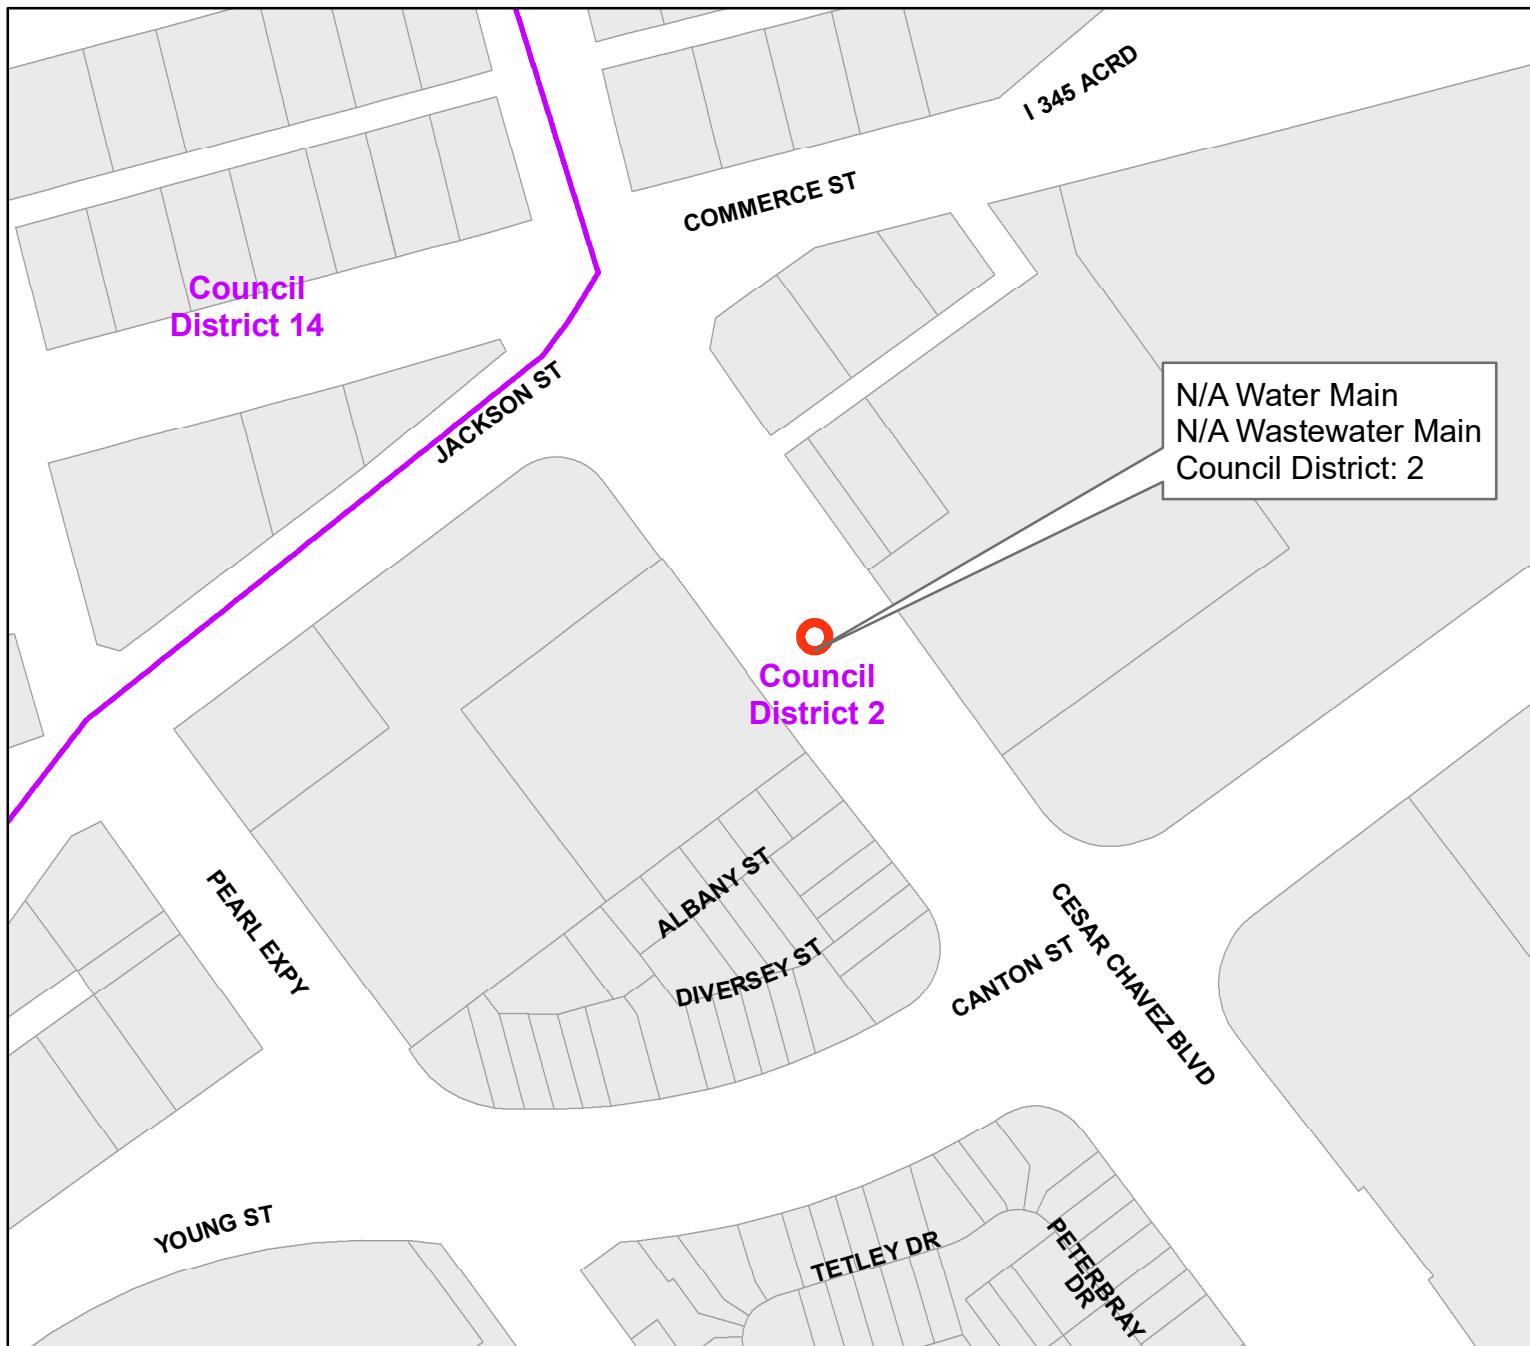 I 345 ACRD
COMMERCE ST
Council
District 14
JACKSON ST
N/A Water Main
N/A Wastewater Main
Council District: 2
Council
District 2
ALBANY ST
PEARL EXPY
DIVERSEY ST
CANTON ST
CESAR CHAVEZ BLVD
YOUNG ST
TETLEY DR
PETERBRAY
DR